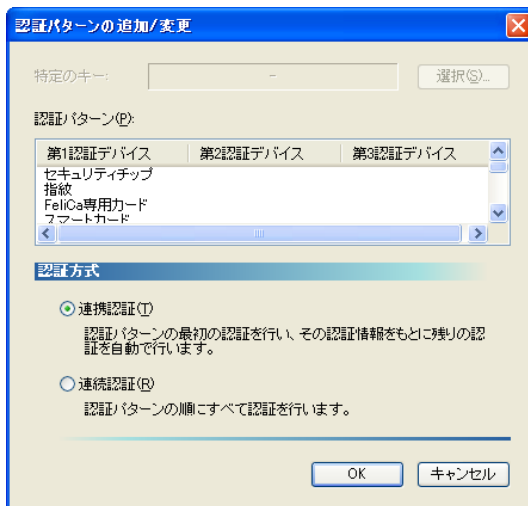 認証パターンの追加/変更
特定のキー: - 選択(S)...
認証パターン(P):
第1認証デバイス 第2認証デバイス 第3認証デバイス
セキュリティチップ
指紋
FeliCa専用カード
スマートカード
認証方式
連携認証(T)
認証パターンの最初の認証を行い、その認証情報をもとに残りの認
証を自動で行います。
連続認証(R)
認証パターンの順にすべて認証を行います。
OK キャンセル